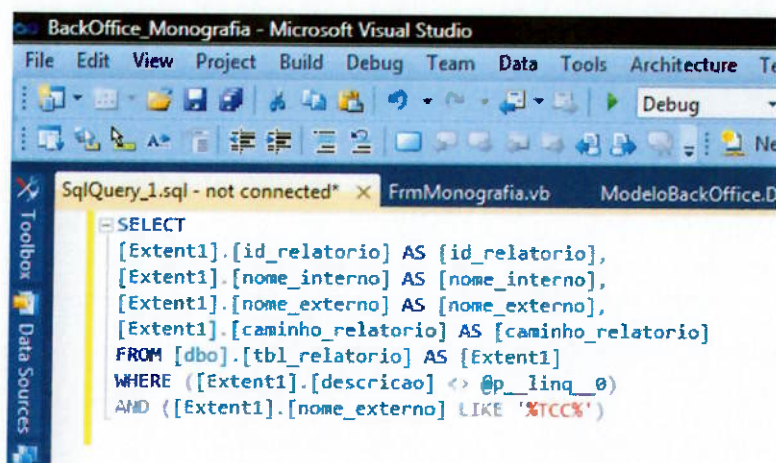 BackOffice_Monografia - Microsoft Visual Studio
File Edit View Project Build Debug Team Data Tools Architecture Te
Debug
Ne
SqlQuery_1.sql - not connected* FrmMonografia.vb ModeloBackOffice.D
Toolbox
Data Sources
SELECT
[Extent1].[id_relatorio] AS [id_relatorio],
[Extent1].[nome_interno] AS [nome_interno],
[Extent1].[nome_externo] AS [nome_externo],
[Extent1].[caminho_relatorio] AS [caminho_relatorio]
FROM [dbo].[tbl_relatorio] AS [Extent1]
WHERE ([Extent1].[descricao] <> @p__linq__0)
AND ([Extent1].[nome_externo] LIKE '%TCC%')